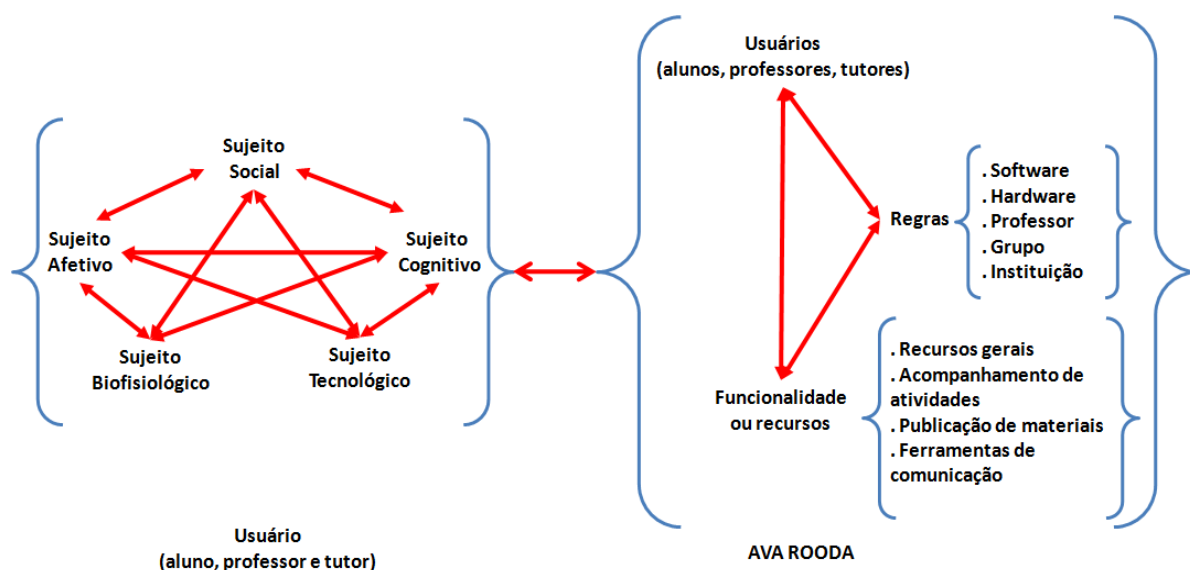 Sujeito
Social
Sujeito
Afetivo
Sujeito
Cognitivo
Sujeito
Biofisiológico
Sujeito
Tecnológico
Usuário
(aluno, professor e tutor)
Usuários
(alunos, professores, tutores)
Regras
. Software
. Hardware
. Professor
. Grupo
. Instituição
Funcionalidade
ou recursos
. Recursos gerais
. Acompanhamento de
atividades
. Publicação de materiais
. Ferramentas de
comunicação
AVA ROODA